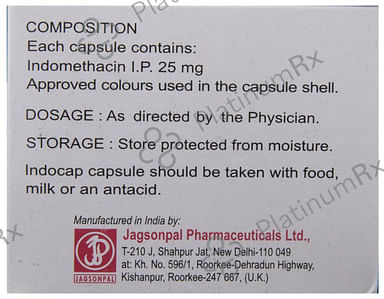 COMPOSITION
Each capsule contains:
Indomethacin I.P. 25 mg
Approved colours used in the capsule shell.
DOSAGE : As directed by the Physician.
STORAGE : Store protected from moisture.
Indocap capsule should be taken with food,
milk or an antacid.
Manufactured in India by:
Jagsonpal Pharmaceuticals Ltd.,
T-210 J, Shahpur Jat, New Delhi-110 049
at: Kh. No. 596/1, Roorkee-Dehradun Highway,
Kishanpur, Roorkee-247 667, (U.K.)
JAGSONPAL
PlatinumRx
PlatinumRx
PlatinumRx